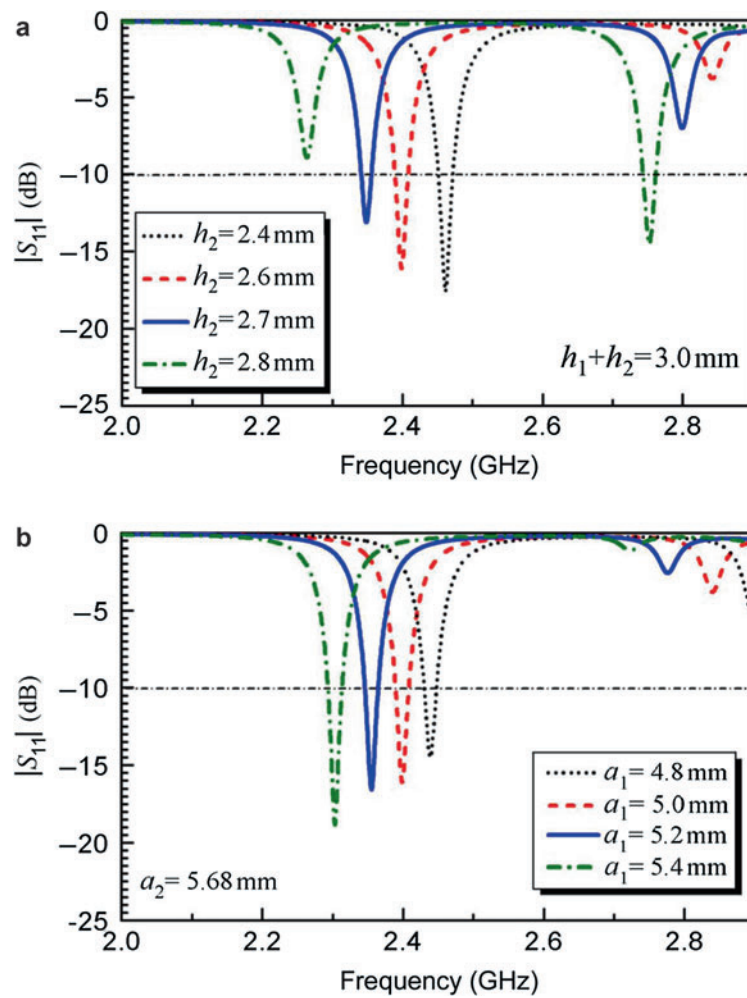 a
0
−5
−10
−15
−20
−25
|S₁₁| (dB)
h₂=2.4 mm
h₂=2.6 mm
h₂=2.7 mm
h₂=2.8 mm
h₁+h₂=3.0 mm
2.0 2.2 2.4 2.6 2.8
Frequency (GHz)
b
0
−5
−10
−15
−20
-25
|S₁₁| (dB)
a₁= 4.8 mm
a₁= 5.0 mm
a₁= 5.2 mm
a₁= 5.4 mm
a₂= 5.68 mm
2.0 2.2 2.4 2.6 2.8
Frequency (GHz)